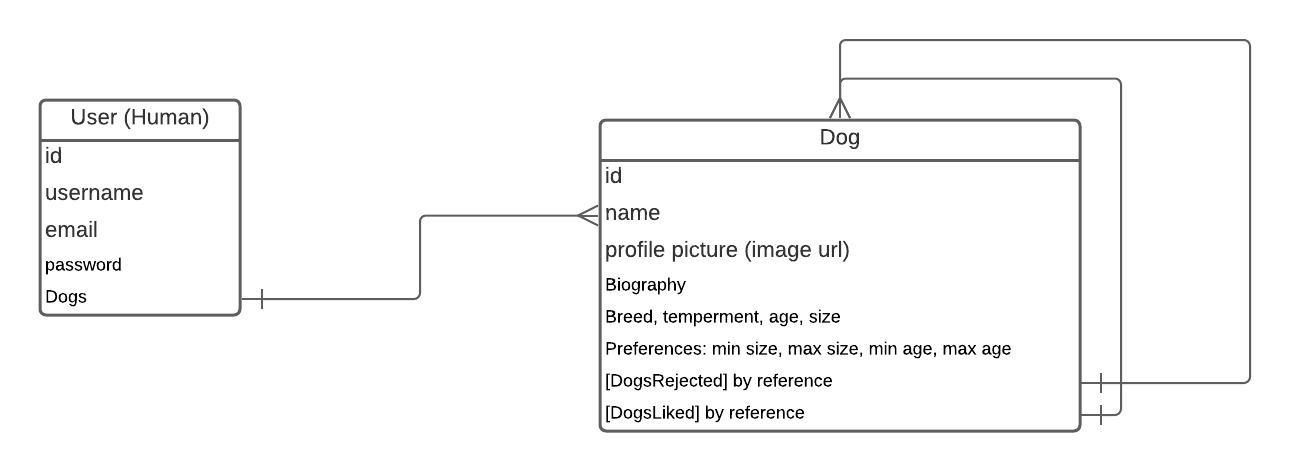 User (Human)
id
username
email
password
Dogs
Dog
id
name
profile picture (image url)
Biography
Breed, temperment, age, size
Preferences: min size, max size, min age, max age
[DogsRejected] by reference
[DogsLiked] by reference